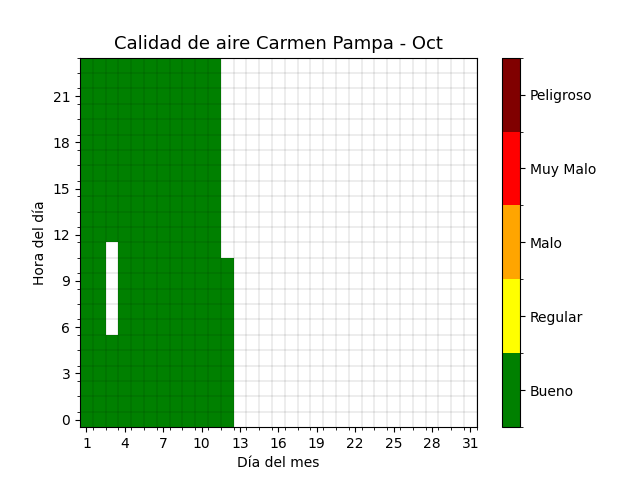 Calidad de aire Carmen Pampa - Oct
Hora del día
21
18
15
12
9
6
3
0
1 4 7 10 13 16 19 22 25 28 31
Día del mes
Peligroso
Muy Malo
Malo
Regular
Bueno